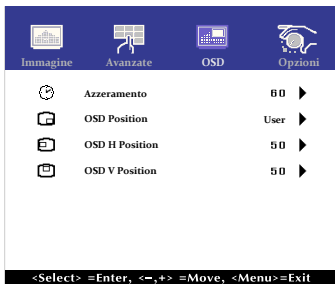 Immagine Avanzate OSD Opzioni
Azzeramento 60
OSD Position User
OSD H Position 50
OSD V Position 50
<Select> =Enter, <–,+> =Move, <Menu>=Exit